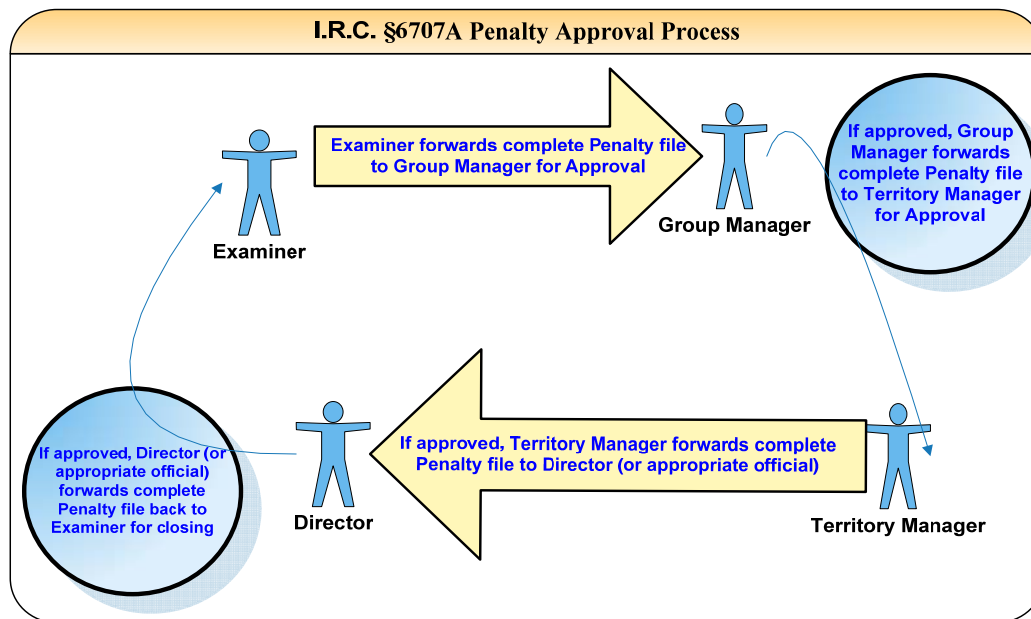 I.R.C. §6707A Penalty Approval Process
Examiner forwards complete Penalty file
to Group Manager for Approval
Examiner
Group Manager
If approved, Group
Manager forwards
complete Penalty file
to Territory Manager
for Approval
If approved, Territory Manager forwards complete
Penalty file to Director (or appropriate official)
Territory Manager
Director
If approved, Director (or
appropriate official)
forwards complete
Penalty file back to
Examiner for closing